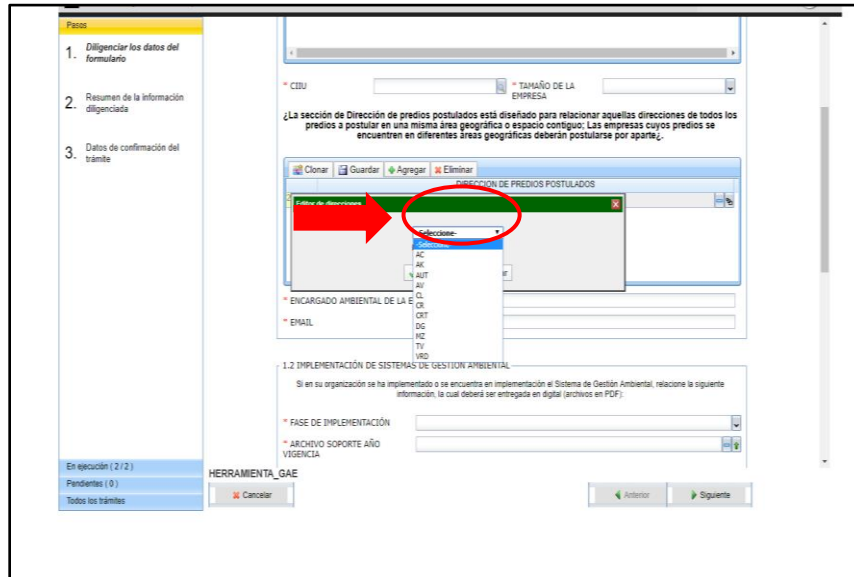 Pasos
1. Diligenciar los datos del
formulario
2. Resumen de la información
diligenciada
3. Datos de confirmación del
trámite
* CIIU
* TAMAÑO DE LA
EMPRESA
¿La sección de Dirección de predios postulados está diseñado para relacionar aquellas direcciones de todos los
predios a postular en una misma área geográfica o espacio contiguo; Las empresas cuyos predios se
encuentren en diferentes áreas geográficas deberán postularse por aparte¿.
Clonar Guardar Agregar Eliminar
DIRECCION DE PREDIOS POSTULADOS
Editor de direcciones
-Seleccione-
-Seleccione-
AC
AK
AUT
AV
CL
CR
CRT
DG
MZ
TV
VRD
* ENCARGADO AMBIENTAL DE LA E
* EMAIL
1.2 IMPLEMENTACIÓN DE SISTEMAS DE GESTIÓN AMBIENTAL
Si en su organización se ha implementado o se encuentra en implementación el Sistema de Gestión Ambiental, relacione la siguiente
información, la cual deberá ser entregada en digital (archivos en PDF):
* FASE DE IMPLEMENTACIÓN
* ARCHIVO SOPORTE AÑO
VIGENCIA
En ejecución ( 2 / 2 )
Pendientes ( 0 )
Todos los trámites
HERRAMIENTA_GAE
Cancelar
Anterior
Siguiente